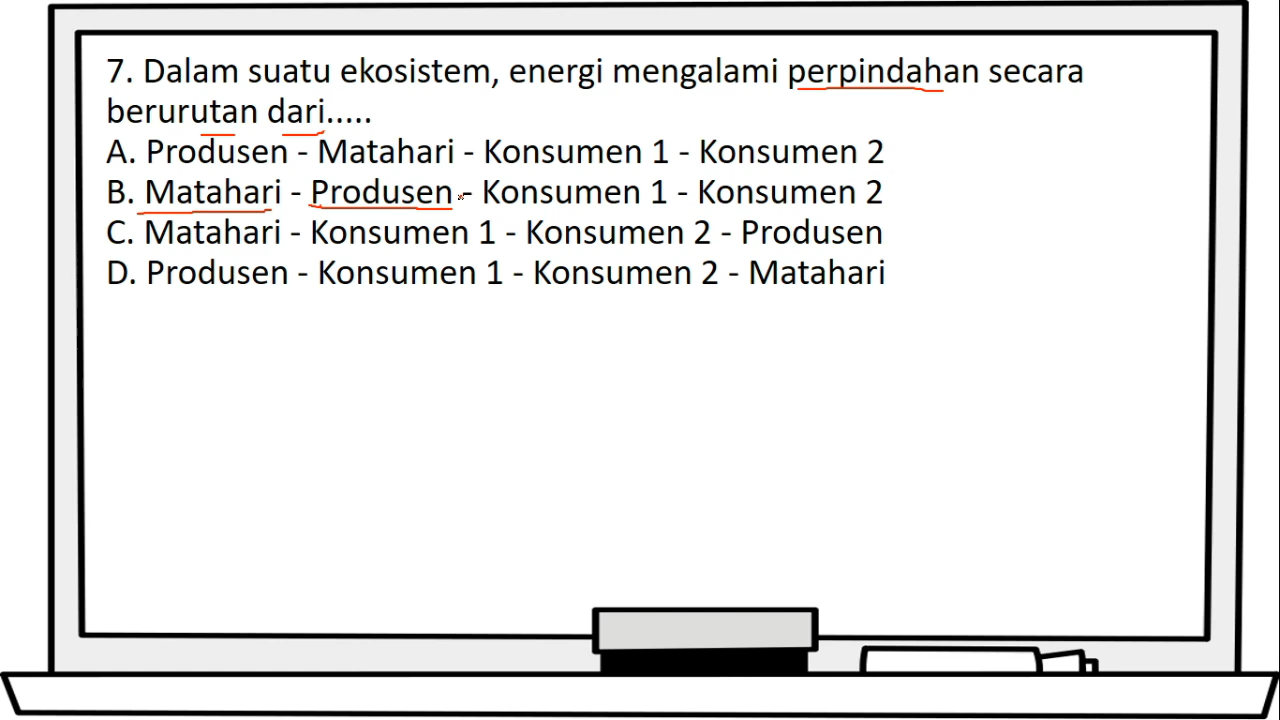 7. Dalam suatu ekosistem, energi mengalami perpindahan secara
berurutan dari.....
A. Produsen - Matahari - Konsumen 1 - Konsumen 2
B. Matahari - Produsen - Konsumen 1 - Konsumen 2
C. Matahari - Konsumen 1 - Konsumen 2 - Produsen
D. Produsen - Konsumen 1 - Konsumen 2 - Matahari